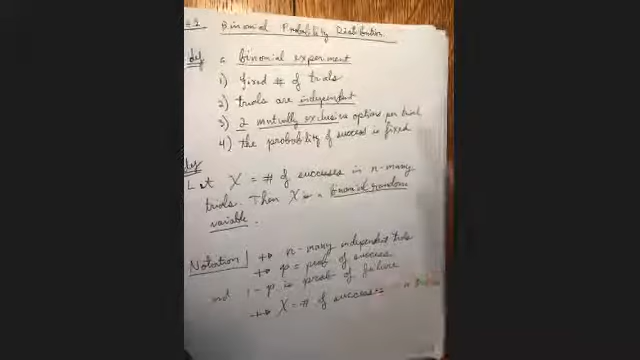 Binomial Probability Distribution
def a binomial experiment
1) fixed # of trials
2) trials are independent
3) 2 mutually exclusive options per trial
4) the probability of success is fixed
Let X = # of successes in n-many
trials. Then X is a binomial random
variable.
Notation n-many independent trials
p = prob of success
and 1-p is prob of failure
X = # of successes